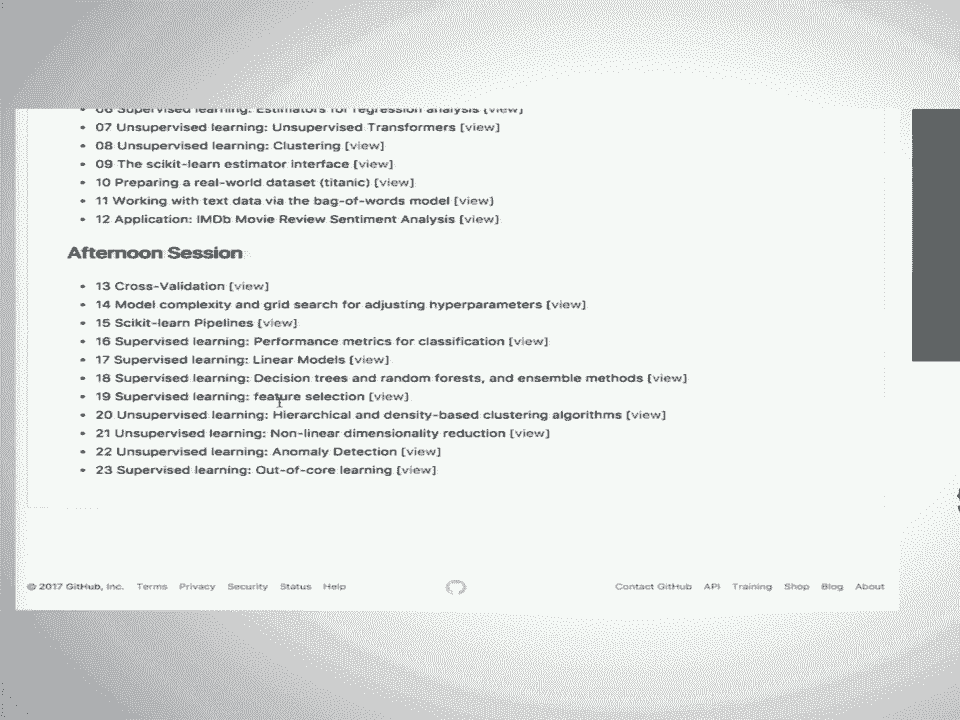 06 Supervised learning: Estimators for regression analysis [view]
• 07 Unsupervised learning: Unsupervised Transformers [view]
• 08 Unsupervised learning: Clustering [view]
• 09 The scikit-learn estimator interface [view]
• 10 Preparing a real-world dataset (titanic) [view]
• 11 Working with text data via the bag-of-words model [view]
• 12 Application: IMDb Movie Review Sentiment Analysis [view]
Afternoon Session
• 13 Cross-Validation [view]
• 14 Model complexity and grid search for adjusting hyperparameters [view]
• 15 Scikit-learn Pipelines [view]
• 16 Supervised learning: Performance metrics for classification [view]
• 17 Supervised learning: Linear Models [view]
• 18 Supervised learning: Decision trees and random forests, and ensemble methods [view]
• 19 Supervised learning: feature selection [view]
• 20 Unsupervised learning: Hierarchical and density-based clustering algorithms [view]
• 21 Unsupervised learning: Non-linear dimensionality reduction [view]
• 22 Unsupervised learning: Anomaly Detection [view]
• 23 Supervised learning: Out-of-core learning [view]
© 2017 GitHub, Inc. Terms Privacy Security Status Help Contact GitHub API Training Shop Blog About